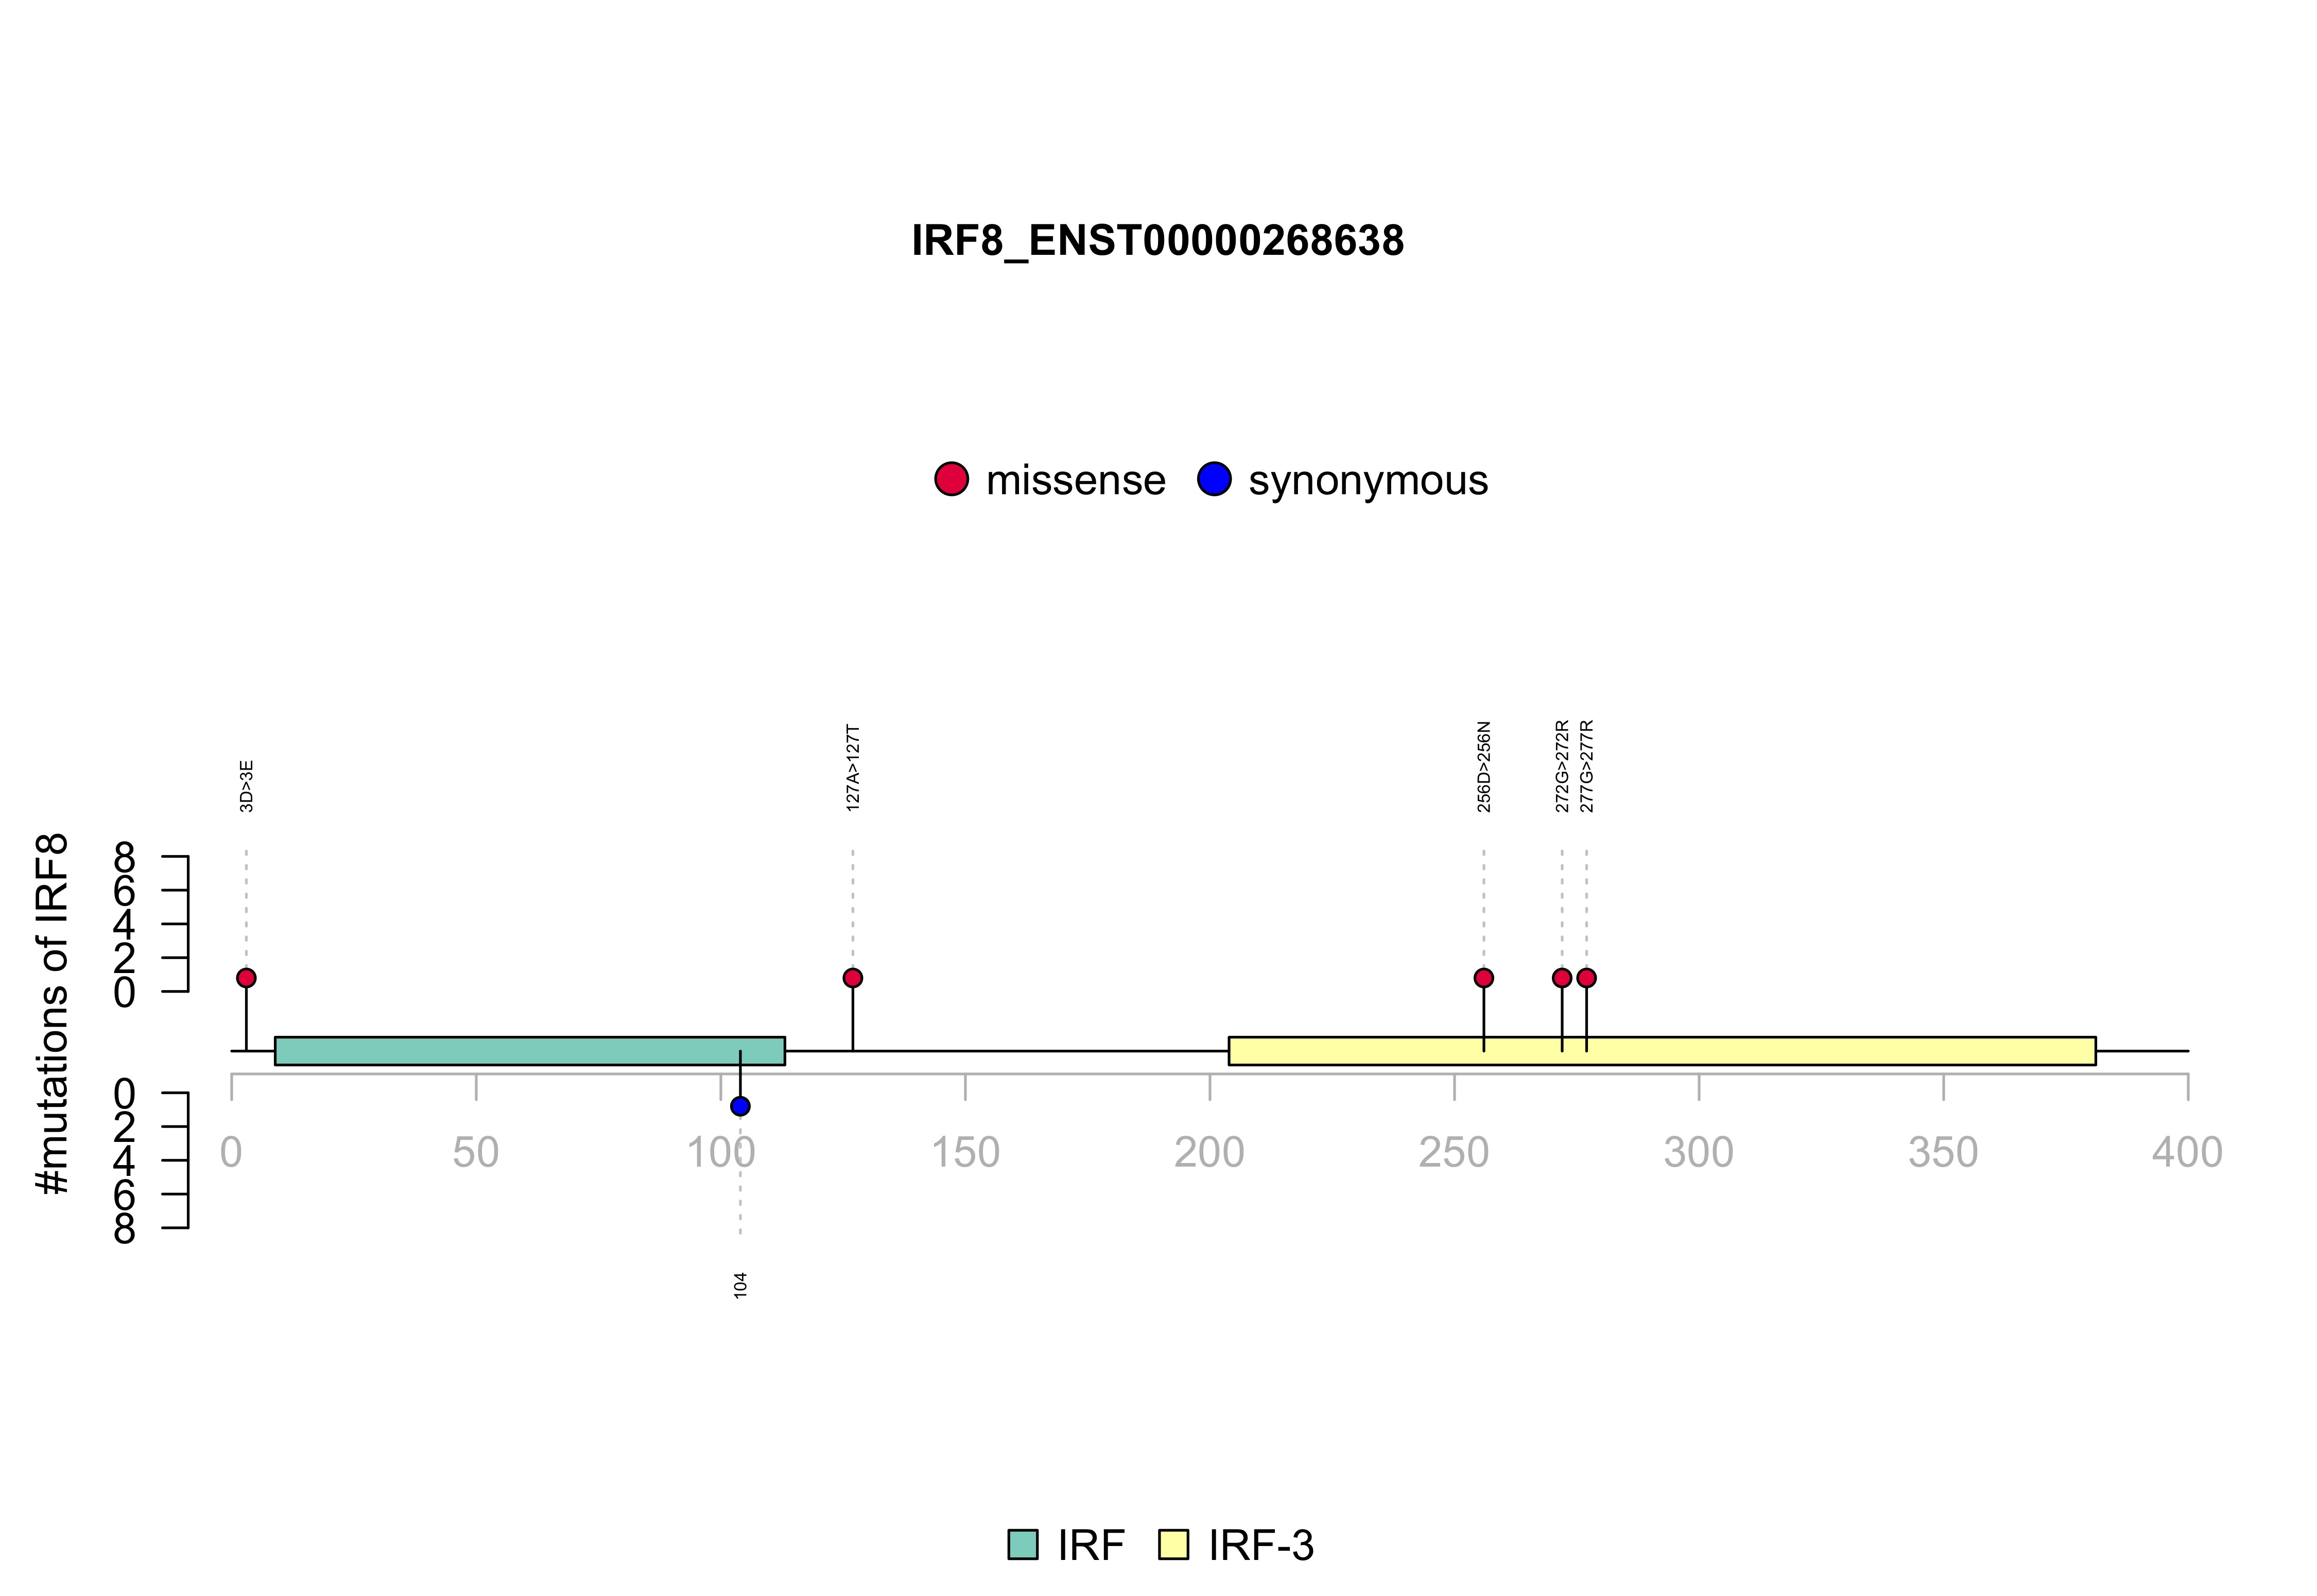 IRF8_ENST00000268638
missense
synonymous
3D>3E
127A>127T
256D>256N
272G>272R
277G>277R
#mutations of IRF8
8
6
4
2
0
0
2
4
6
8
0
50
100
150
200
250
300
350
400
104
IRF
IRF-3